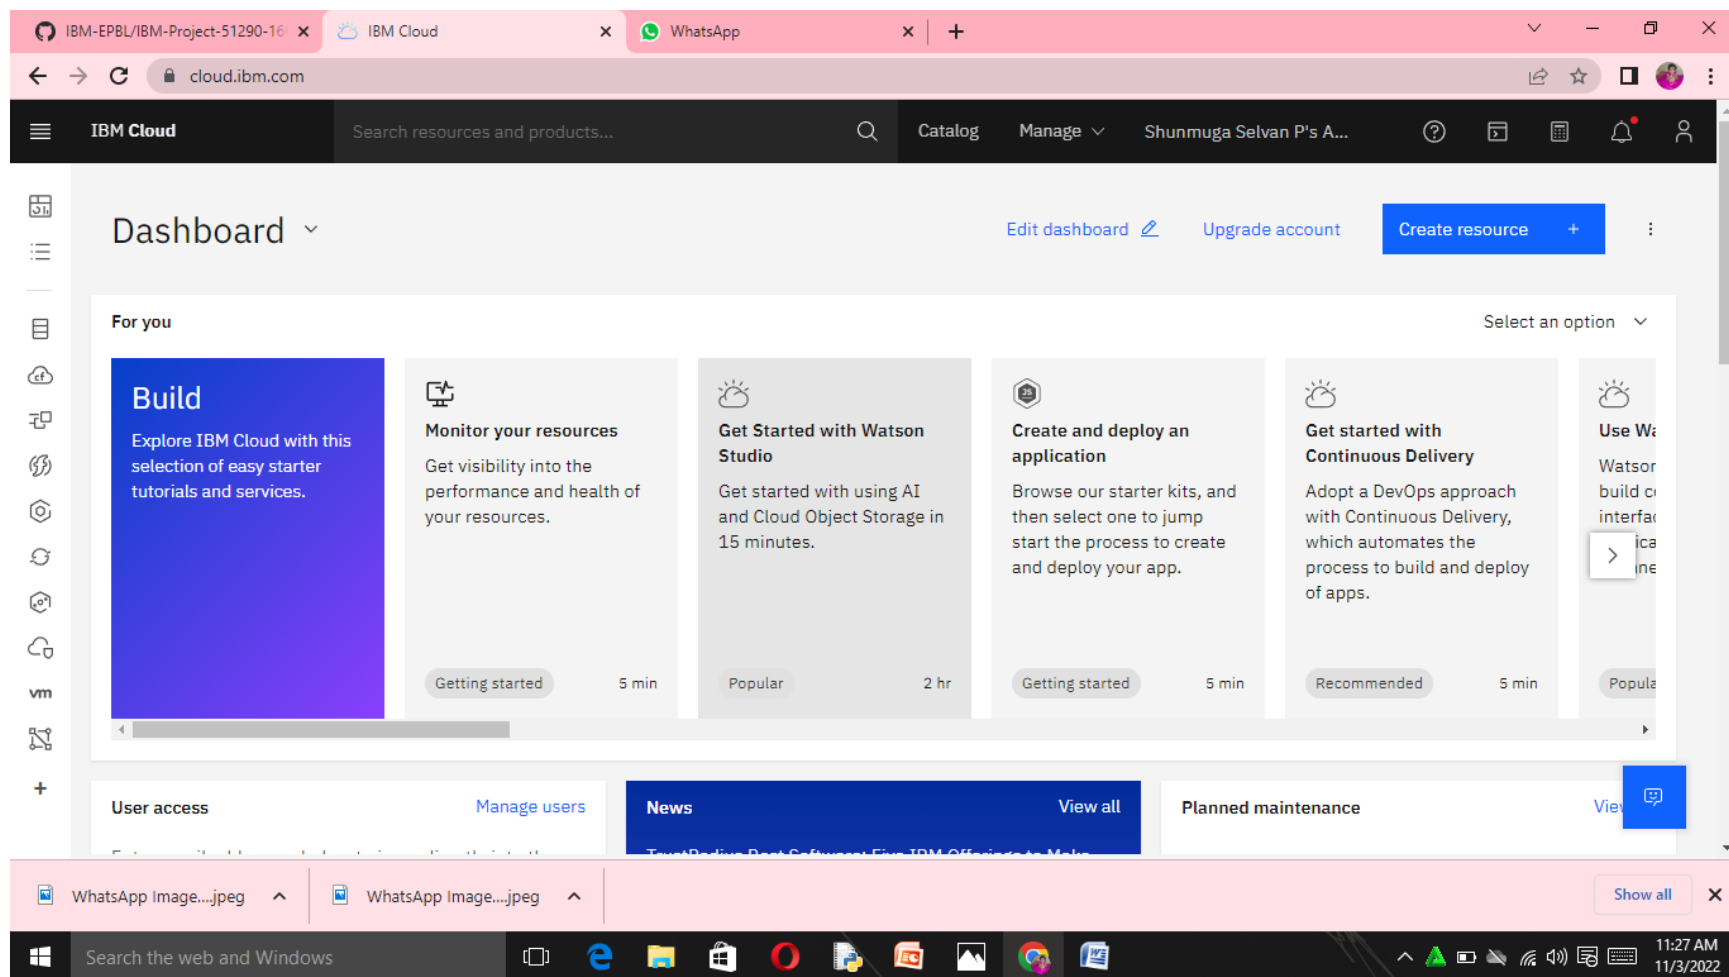 IBM-EPBL/IBM-Project-51290-16
IBM Cloud
WhatsApp
cloud.ibm.com
IBM Cloud
Search resources and products...
Catalog
Manage
Shunmuga Selvan P's A...
Dashboard
Edit dashboard
Upgrade account
Create resource +
For you
Select an option
Build
Explore IBM Cloud with this
selection of easy starter
tutorials and services.
Monitor your resources
Get visibility into the
performance and health of
your resources.
Getting started
5 min
Get Started with Watson
Studio
Get started with using AI
and Cloud Object Storage in
15 minutes.
Popular
2 hr
JS
Create and deploy an
application
Browse our starter kits, and
then select one to jump
start the process to create
and deploy your app.
Getting started
5 min
Get started with
Continuous Delivery
Adopt a DevOps approach
with Continuous Delivery,
which automates the
process to build and deploy
of apps.
Recommended
5 min
Use
cf
vm
User access
Manage users
News
View all
Planned maintenance
WhatsApp Image....jpeg
WhatsApp Image....jpeg
Show all
Search the web and Windows
11:27 AM
11/3/2022